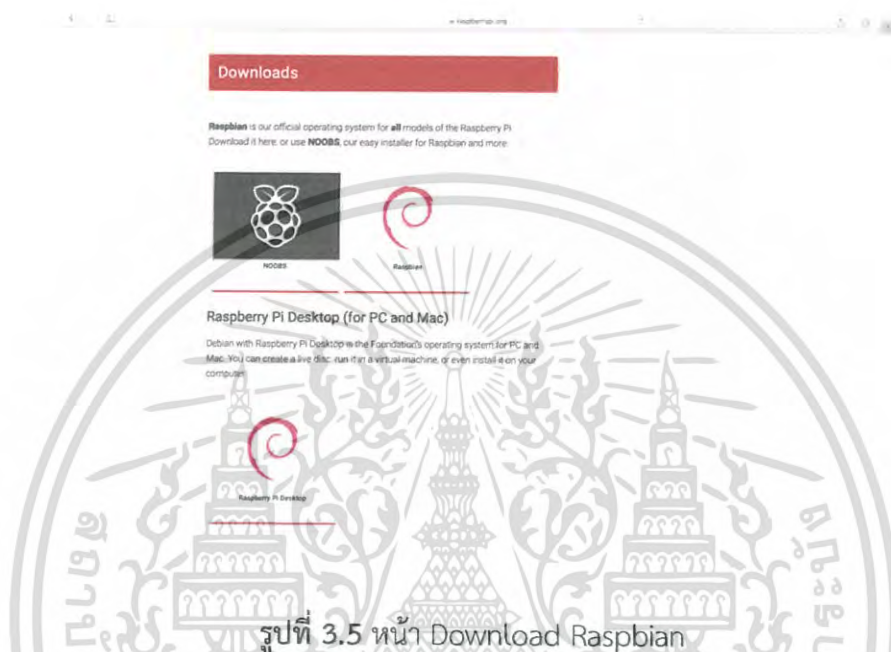 raspberrypi.org
Downloads
Raspbian is our official operating system for all models of the Raspberry Pi
Download it here, or use NOOBS, our easy installer for Raspbian and more
NOOBS
Raspbian
Raspberry Pi Desktop (for PC and Mac)
Debian with Raspberry Pi Desktop is the Foundation's operating system for PC and
Mac. You can create a live disc, run it in a virtual machine, or even install it on your
computer
Raspberry Pi Desktop
รูปที่ 3.5 หน้า Download Raspbian